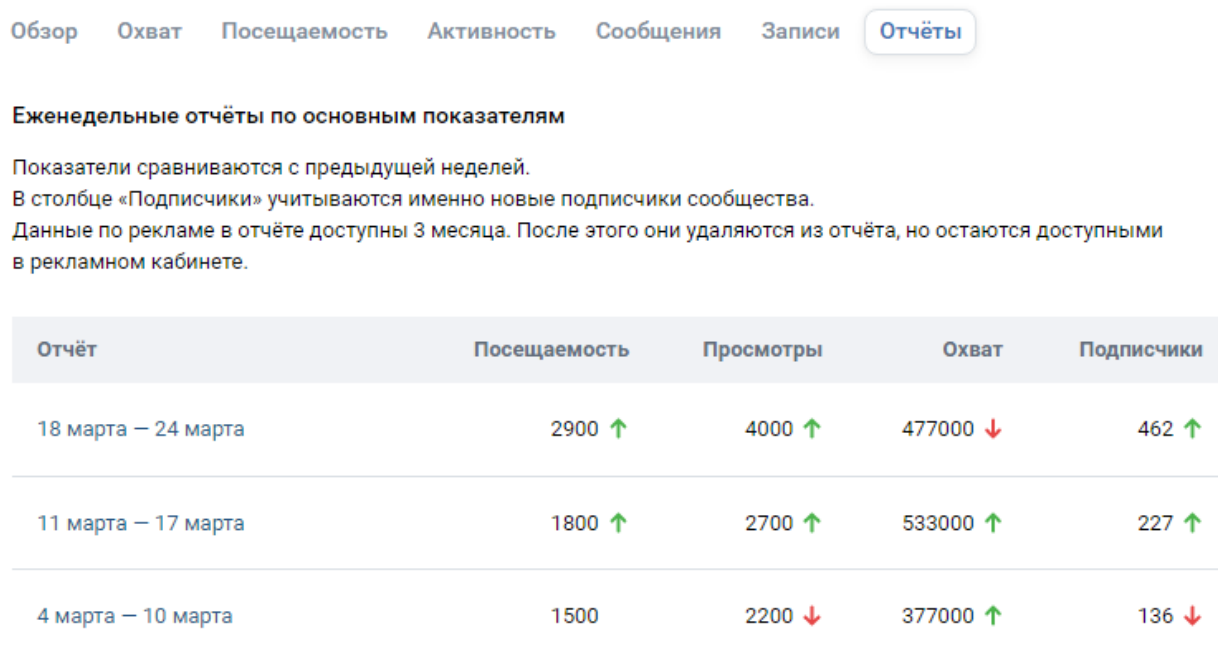 Обзор Охват Посещаемость Активность Сообщения Записи Отчёты
Еженедельные отчёты по основным показателям
Показатели сравниваются с предыдущей неделей.
В столбце «Подписчики» учитываются именно новые подписчики сообщества.
Данные по рекламе в отчёте доступны 3 месяца. После этого они удаляются из отчёта, но остаются доступными
в рекламном кабинете.
Отчёт Посещаемость Просмотры Охват Подписчики
18 марта — 24 марта 2900 ↑ 4000 ↑ 477000 ↓ 462 ↑
11 марта — 17 марта 1800 ↑ 2700 ↑ 533000 ↑ 227 ↑
4 марта — 10 марта 1500 2200 ↓ 377000 ↑ 136 ↓